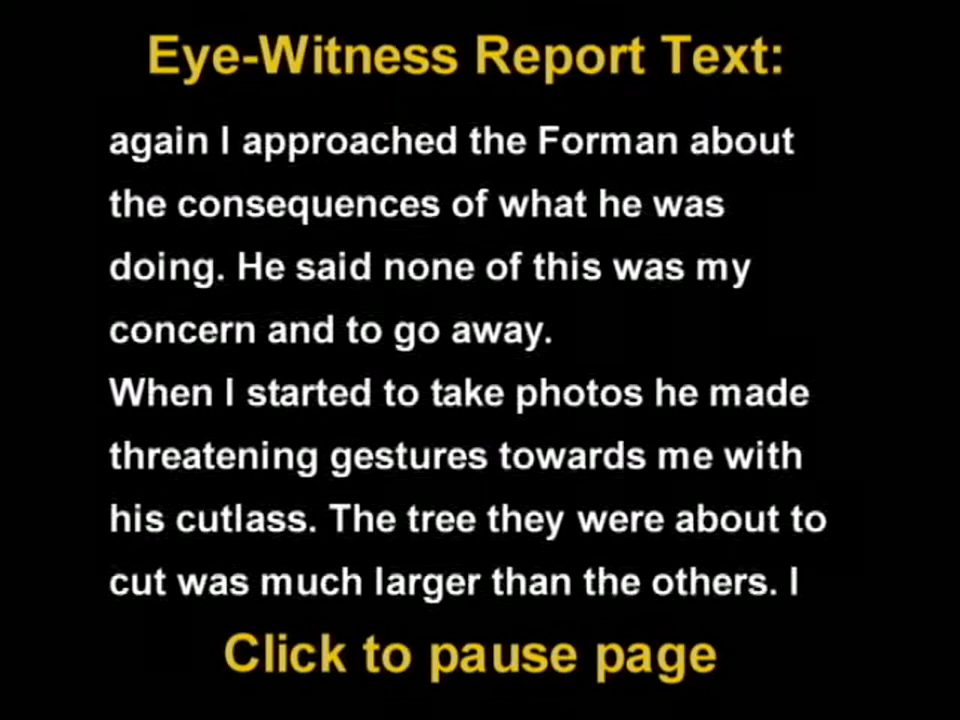 Eye-Witness Report Text:
again I approached the Forman about
the consequences of what he was
doing. He said none of this was my
concern and to go away.
When I started to take photos he made
threatening gestures towards me with
his cutlass. The tree they were about to
cut was much larger than the others. I
Click to pause page